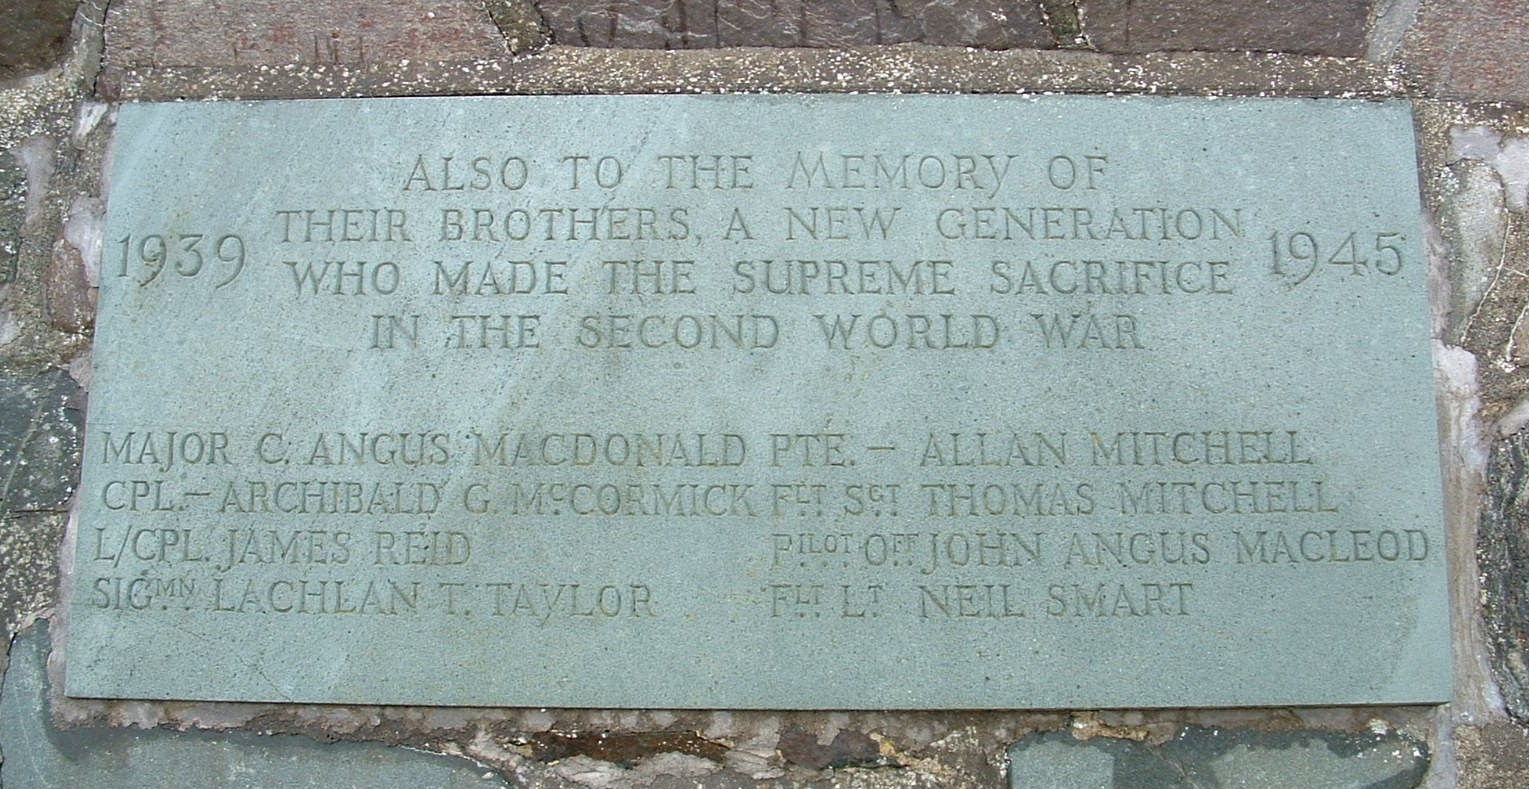 ALSO TO THE MEMORY OF
THEIR BROTHERS, A NEW GENERATION
1939 WHO MADE THE SUPREME SACRIFICE 1945
IN THE SECOND WORLD WAR
MAJOR C. ANGUS MACDONALD
CPL.- ARCHIBALD G. McCORMICK
L/CPL. JAMES REID
SIGMN LACHLAN T. TAYLOR
PTE. - ALLAN MITCHELL
FLT SGT THOMAS MITCHELL
PILOT OFF JOHN ANGUS MACLEOD
FLT LT NEIL SMART